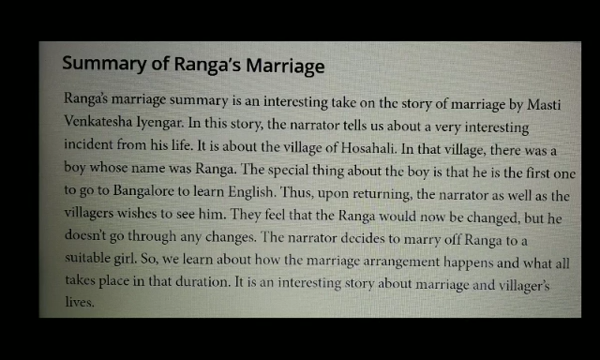 Summary of Ranga's Marriage
Ranga's marriage summary is an interesting take on the story of marriage by Masti
Venkatesha Iyengar. In this story, the narrator tells us about a very interesting
incident from his life. It is about the village of Hosahali. In that village, there was a
boy whose name was Ranga. The special thing about the boy is that he is the first one
to go to Bangalore to learn English. Thus, upon returning, the narrator as well as the
villagers wishes to see him. They feel that the Ranga would now be changed, but he
doesn't go through any changes. The narrator decides to marry off Ranga to a
suitable girl. So, we learn about how the marriage arrangement happens and what all
takes place in that duration. It is an interesting story about marriage and villager's
lives.